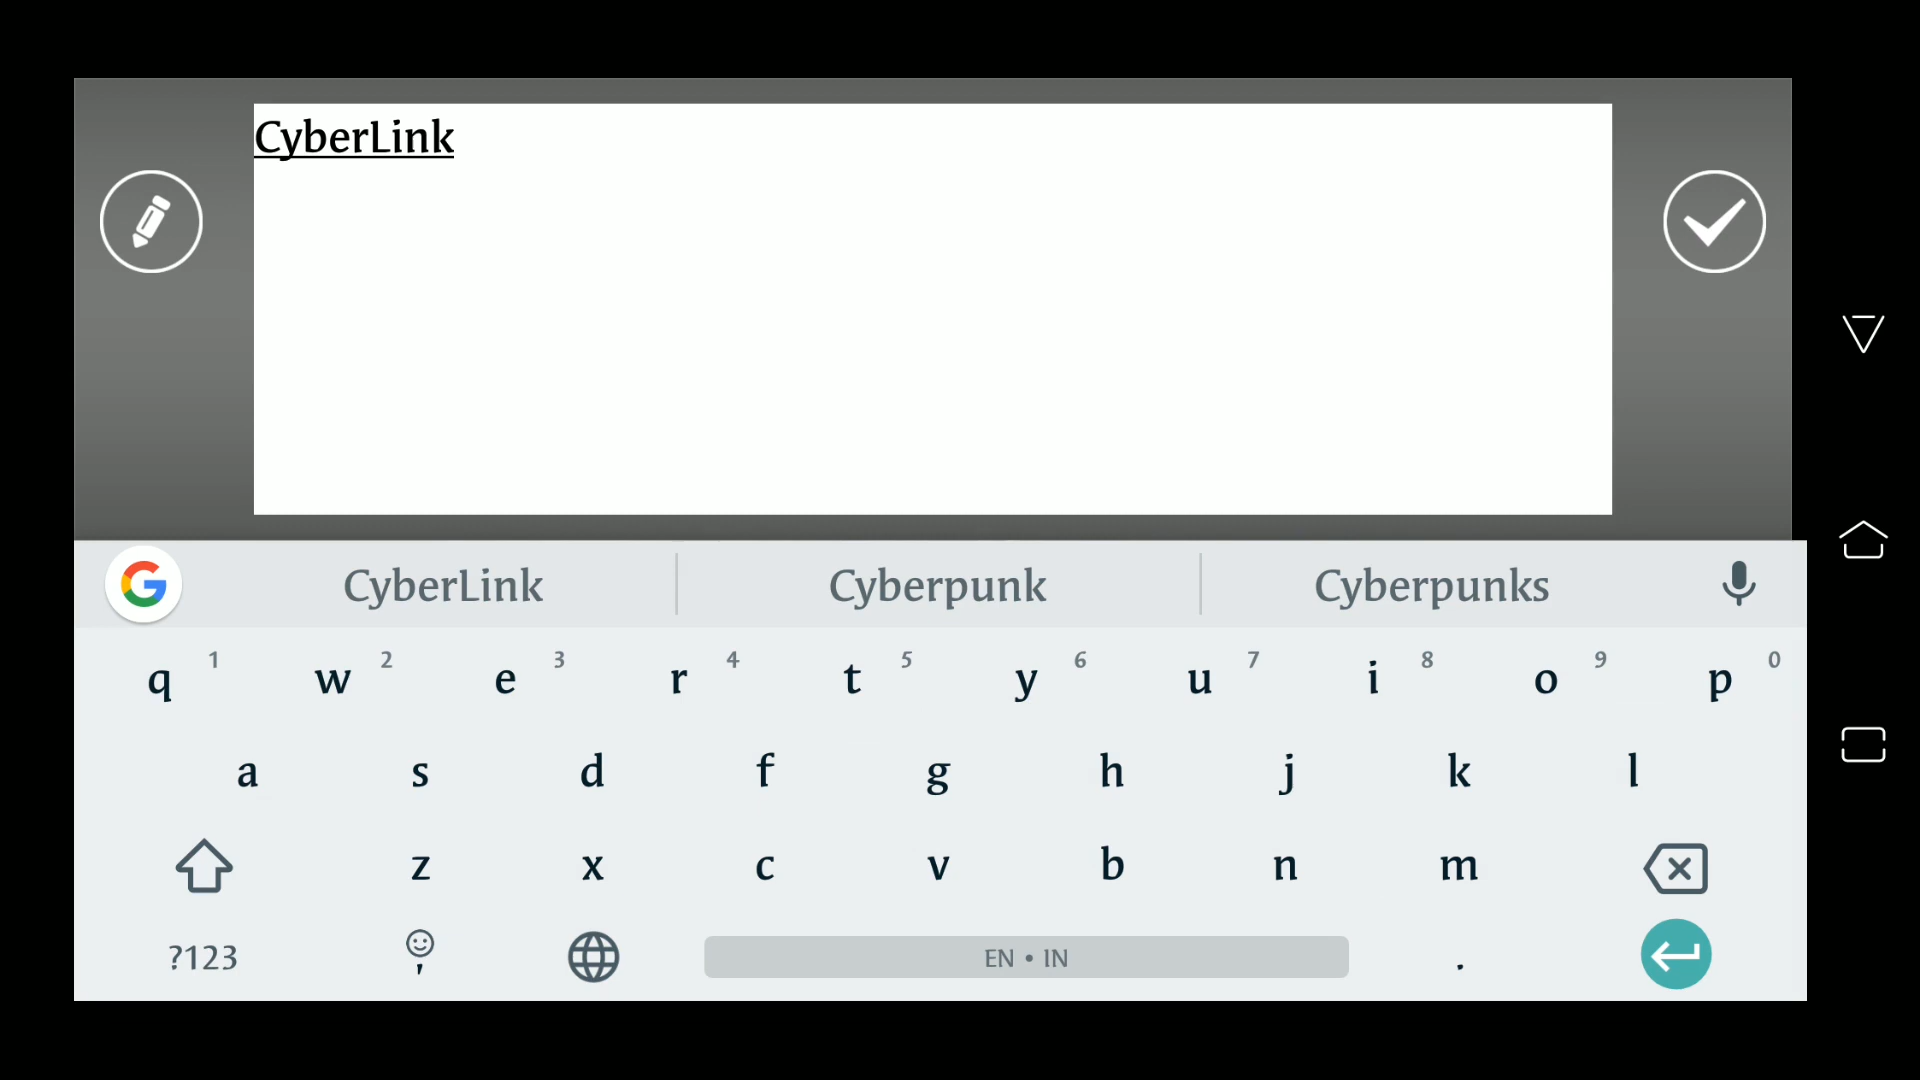 CyberLink
CyberLink Cyberpunk Cyberpunks
q 1 w 2 e 3 r 4 t 5 y 6 u 7 i 8 o 9 p 0
a s d f g h j k l
z x c v b n m
?123 , EN • IN .